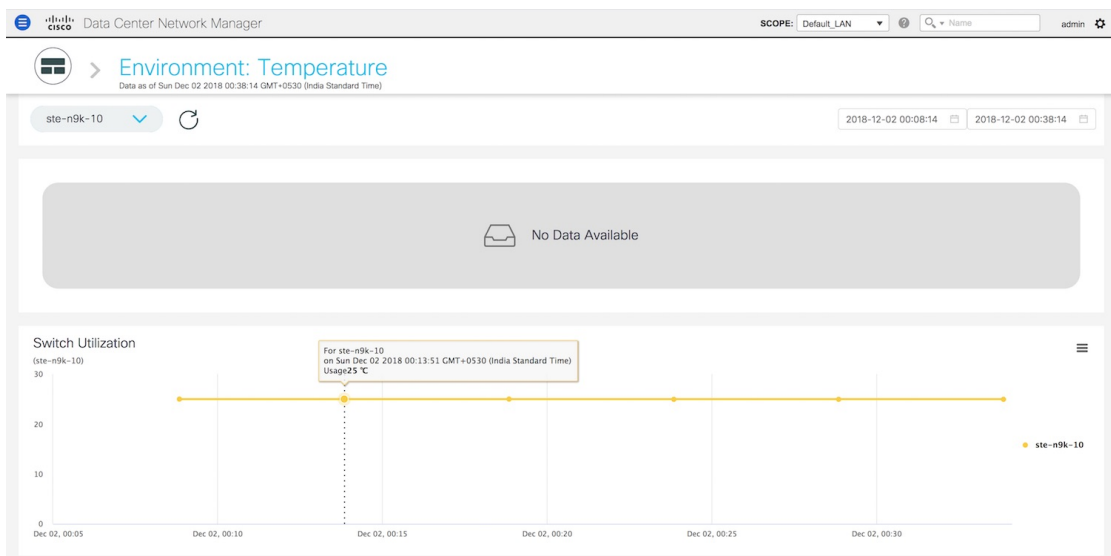 cisco Data Center Network Manager SCOPE: Default_LAN ▼ ? Name admin
Environment: Temperature
Data as of Sun Dec 02 2018 00:38:14 GMT+0530 (India Standard Time)
ste-n9k-10 2018-12-02 00:08:14 2018-12-02 00:38:14
No Data Available
Switch Utilization
(ste-n9k-10)
For ste-n9k-10
on Sun Dec 02 2018 00:13:51 GMT+0530 (India Standard Time)
Usage25 ℃
30
20
10
0
ste-n9k-10
Dec 02, 00:05 Dec 02, 00:10 Dec 02, 00:15 Dec 02, 00:20 Dec 02, 00:25 Dec 02, 00:30